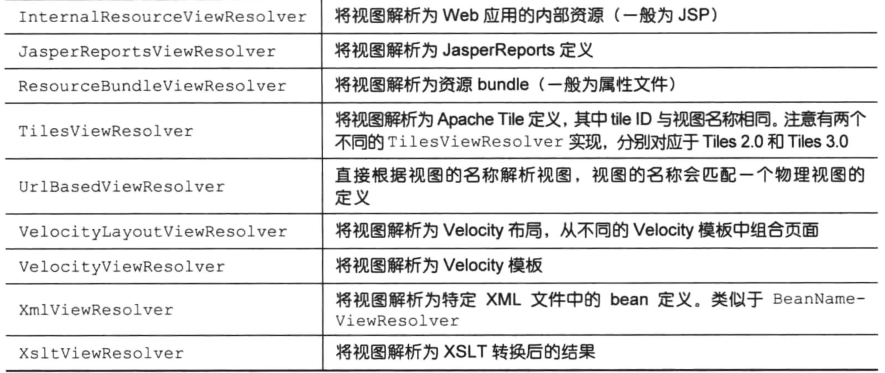 InternalResourceViewResolver 将视图解析为 Web 应用的内部资源（一般为 JSP）
JasperReportsViewResolver 将视图解析为 JasperReports 定义
ResourceBundleViewResolver 将视图解析为资源 bundle（一般为属性文件）
TilesViewResolver 将视图解析为 Apache Tile 定义，其中 tile ID 与视图名称相同。注意有两个
不同的 TilesViewResolver 实现，分别对应于 Tiles 2.0 和 Tiles 3.0
UrlBasedViewResolver 直接根据视图的名称解析视图，视图的名称会匹配一个物理视图的
定义
VelocityLayoutViewResolver 将视图解析为 Velocity 布局，从不同的 Velocity 模板中组合页面
VelocityViewResolver 将视图解析为 Velocity 模板
XmlViewResolver 将视图解析为特定 XML 文件中的 bean 定义。类似于 BeanName-
ViewResolver
XsltViewResolver 将视图解析为 XSLT 转换后的结果